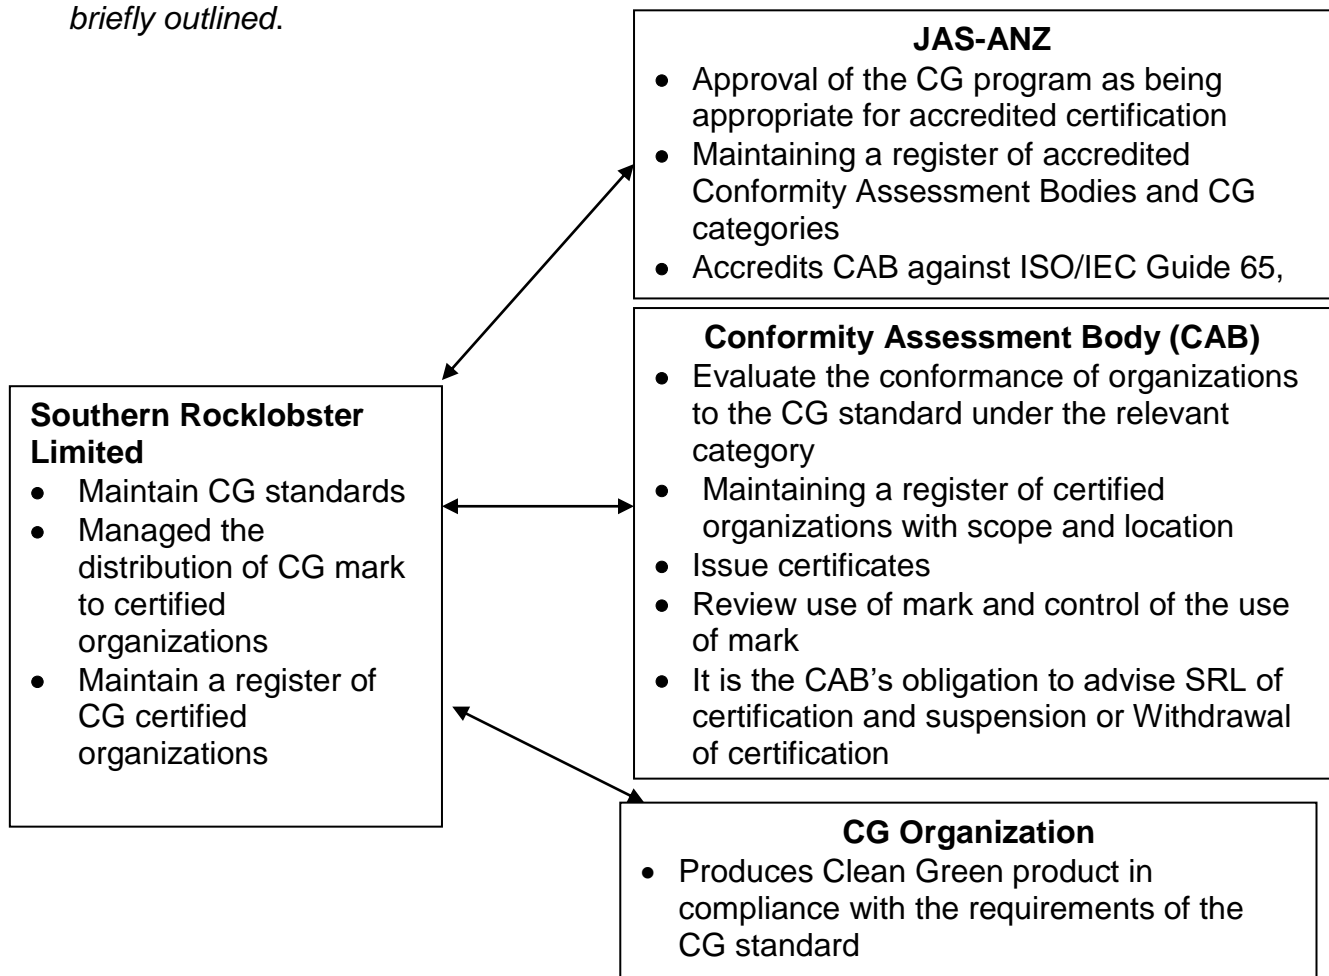 briefly outlined.
JAS-ANZ
● Approval of the CG program as being
appropriate for accredited certification
● Maintaining a register of accredited
Conformity Assessment Bodies and CG
categories
● Accredits CAB against ISO/IEC Guide 65,
Conformity Assessment Body (CAB)
● Evaluate the conformance of organizations
to the CG standard under the relevant
category
● Maintaining a register of certified
organizations with scope and location
● Issue certificates
● Review use of mark and control of the use
of mark
● It is the CAB’s obligation to advise SRL of
certification and suspension or Withdrawal
of certification
Southern Rocklobster
Limited
● Maintain CG standards
● Managed the
distribution of CG mark
to certified
organizations
● Maintain a register of
CG certified
organizations
CG Organization
● Produces Clean Green product in
compliance with the requirements of the
CG standard